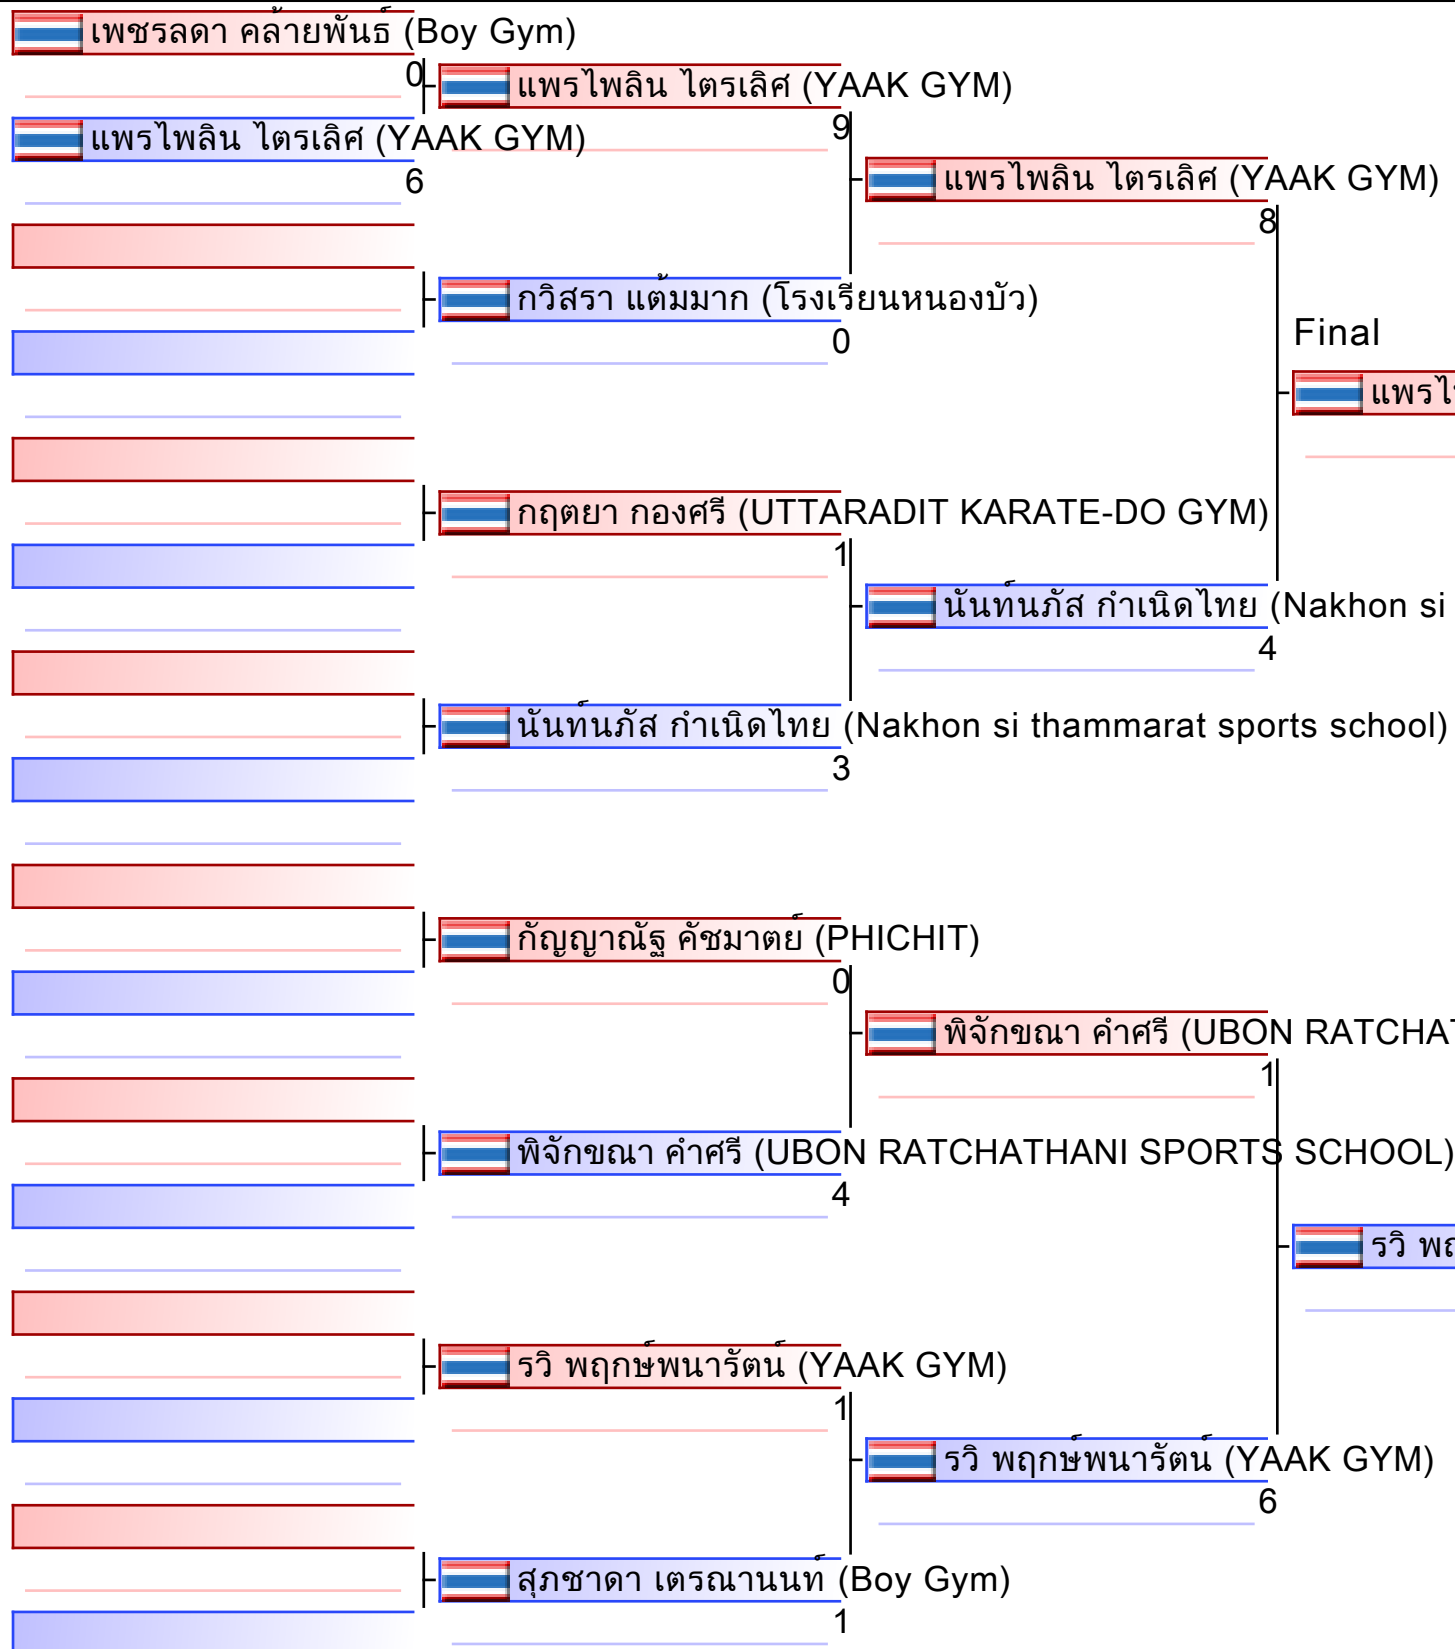 เพชรลดา คล้ายพันธ์ (Boy Gym)
0
แพรไพลิน ไตรเลิศ (YAAK GYM)
6
แพรไพลิน ไตรเลิศ (YAAK GYM)
9
กวิสรา แต้มมาก (โรงเรียนหนองบัว)
0
กฤตยา กองศรี (UTTARADIT KARATE-DO GYM)
1
นันท์นภัส กำเนิดไทย (Nakhon si thammarat sports school)
3
กัญญาณัฐ คัชมาตย์ (PHICHIT)
0
พิจักขณา คำศรี (UBON RATCHATHANI SPORTS SCHOOL)
4
รวิ พฤกษ์พนารัตน์ (YAAK GYM)
1
สุภชาดา เตรณานนท์ (Boy Gym)
1
แพรไพลิน ไตรเลิศ (YAAK GYM)
8
นันท์นภัส กำเนิดไทย (Nakhon si
4
พิจักขณา คำศรี (UBON RATCHA
1
รวิ พฤกษ์พนารัตน์ (YAAK GYM)
6
Final
แพรไ
รวิ พฤ